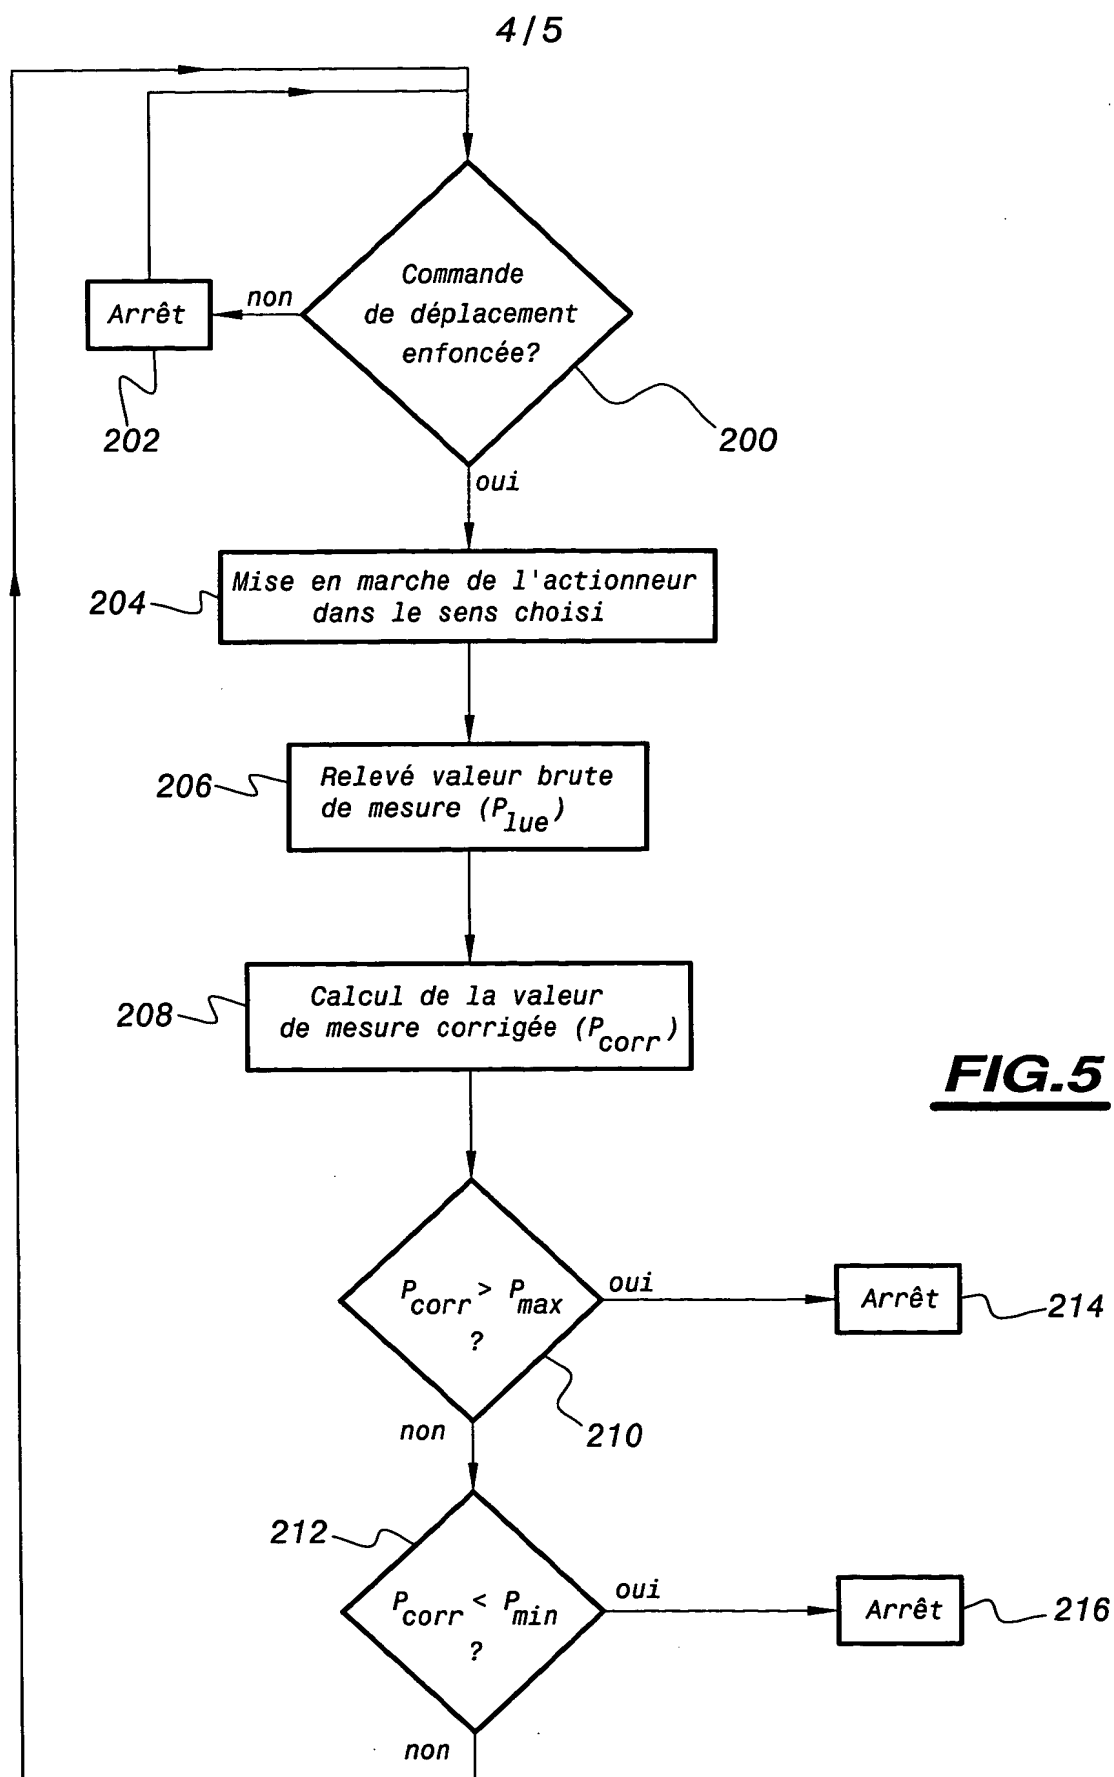 4/5
Commande
de déplacement
enfoncée?
non
Arrêt
202
200
oui
Mise en marche de l'actionneur
dans le sens choisi
204
Relevé valeur brute
de mesure (Plue)
206
Calcul de la valeur
de mesure corrigée (Pcorr)
208
FIG.5
Pcorr > Pmax
?
oui
Arrêt
214
210
non
212
Pcorr < Pmin
?
oui
Arrêt
216
non